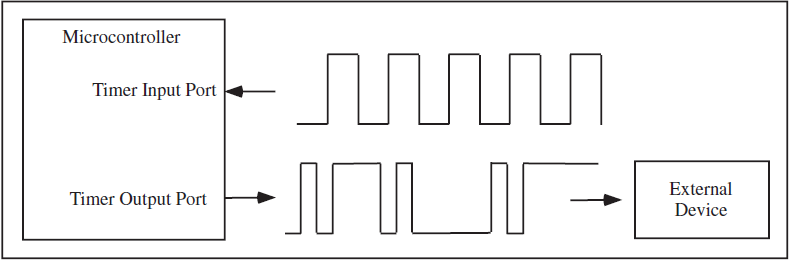 Microcontroller
Timer Input Port
Timer Output Port
External
Device